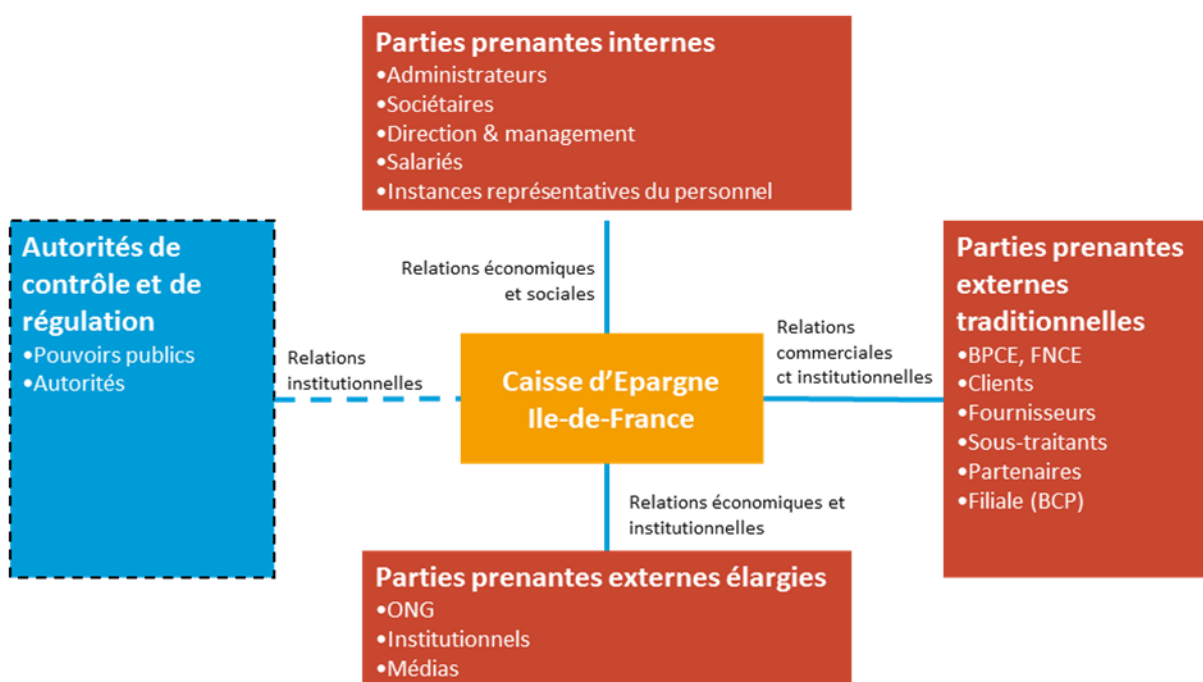 Parties prenantes internes
•Administrateurs
•Sociétaires
•Direction & management
•Salariés
•Instances représentatives du personnel
Autorités de
contrôle et de
régulation
•Pouvoirs publics
•Autorités
Relations économiques
et sociales
Relations
institutionnelles
Caisse d’Epargne
Ile-de-France
Relations
commerciales
ct institutionnelles
Parties prenantes
externes
traditionnelles
•BPCE, FNCE
•Clients
•Fournisseurs
•Sous-traitants
•Partenaires
•Filiale (BCP)
Relations économiques et
institutionnelles
Parties prenantes externes élargies
•ONG
•Institutionnels
•Médias